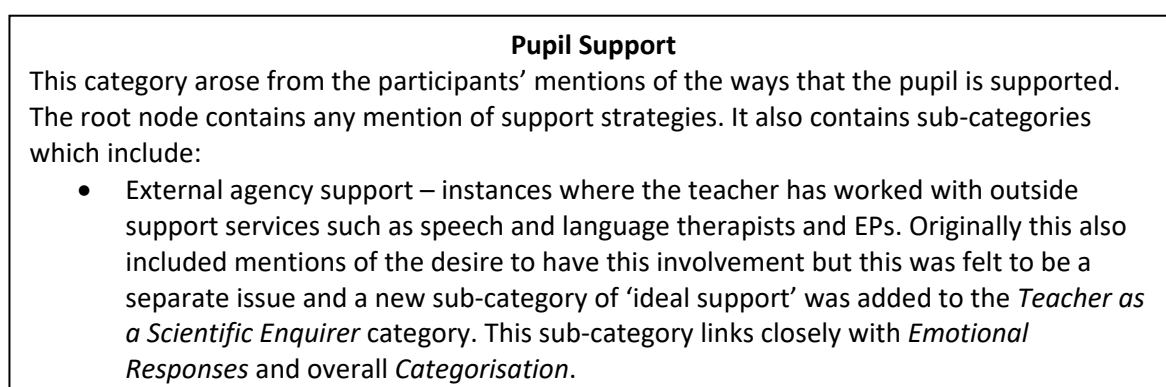 Pupil Support
This category arose from the participants’ mentions of the ways that the pupil is supported.
The root node contains any mention of support strategies. It also contains sub-categories
which include:
• External agency support – instances where the teacher has worked with outside
support services such as speech and language therapists and EPs. Originally this also
included mentions of the desire to have this involvement but this was felt to be a
separate issue and a new sub-category of ‘ideal support’ was added to the Teacher as
a Scientific Enquirer category. This sub-category links closely with Emotional
Responses and overall Categorisation.